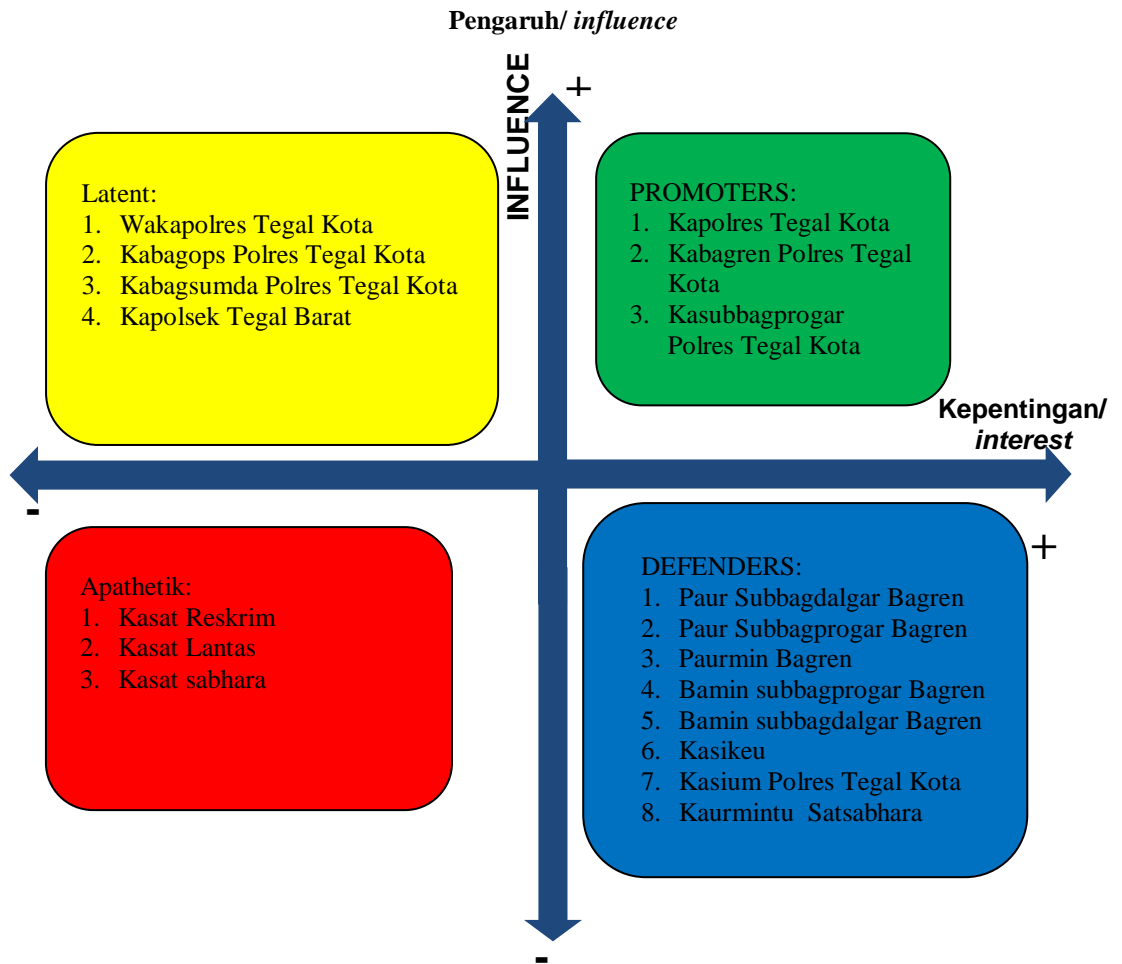 Pengaruh/ influence
INFLUENCE
+
Latent:
1. Wakapolres Tegal Kota
2. Kabagops Polres Tegal Kota
3. Kabagsumda Polres Tegal Kota
4. Kapolsek Tegal Barat
PROMOTERS:
1. Kapolres Tegal Kota
2. Kabagren Polres Tegal
Kota
3. Kasubbagprogar
Polres Tegal Kota
Kepentingan/
interest
-
+
Apathetik:
1. Kasat Reskrim
2. Kasat Lantas
3. Kasat sabhara
DEFENDERS:
1. Paur Subbagdalgar Bagren
2. Paur Subbagprogar Bagren
3. Paurmin Bagren
4. Bamin subbagprogar Bagren
5. Bamin subbagdalgar Bagren
6. Kasikeu
7. Kasium Polres Tegal Kota
8. Kaurmintu Satsabhara
-